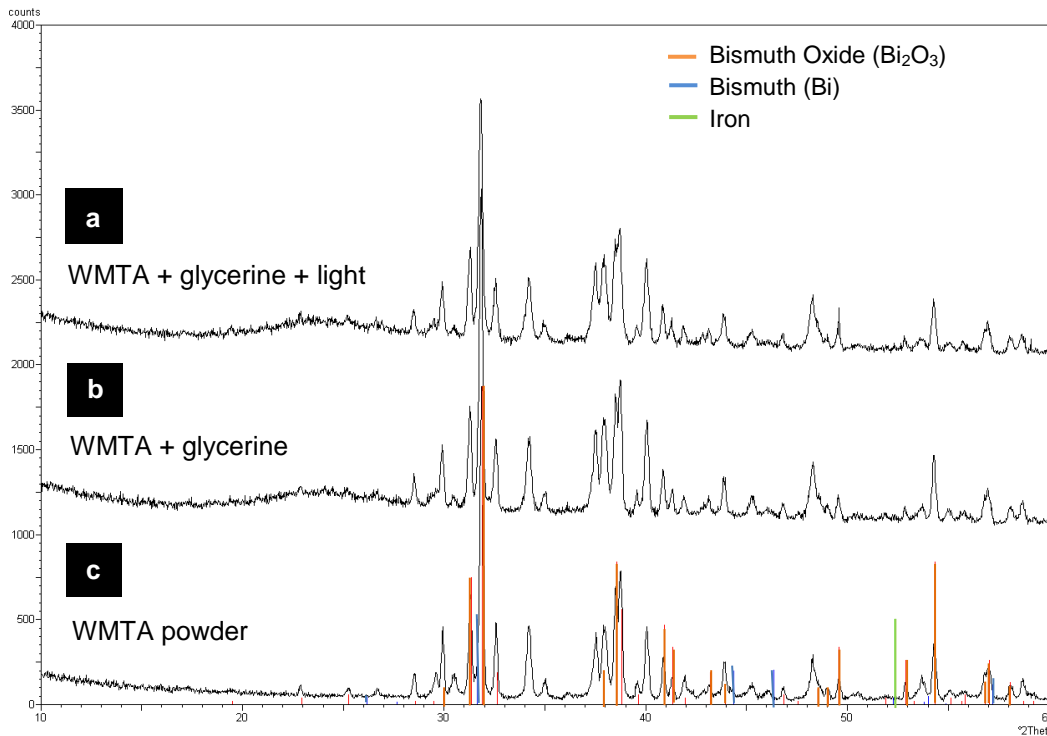 counts
4000
Bismuth Oxide (Bi₂O₃)
Bismuth (Bi)
Iron
3500
3000
a
WMTA + glycerine + light
2500
2000
b
WMTA + glycerine
1500
1000
c
WMTA powder
500
0
10 20 30 40 50
°2Thet